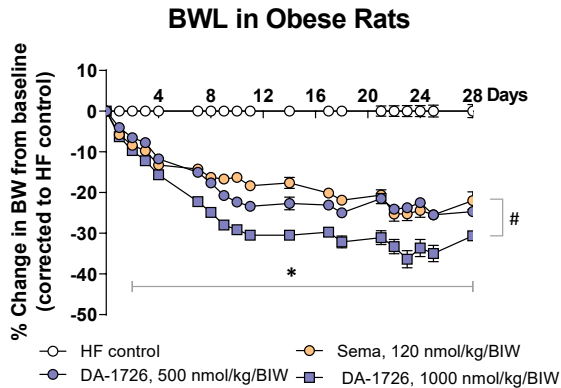 BWL in Obese Rats
% Change in BW from baseline
(corrected to HF control)
10
0
-10
-20
-30
-40
-50
4 8 12 16 20 24 28 Days
#
*
HF control
Sema, 120 nmol/kg/BIW
DA-1726, 500 nmol/kg/BIW
DA-1726, 1000 nmol/kg/BIW